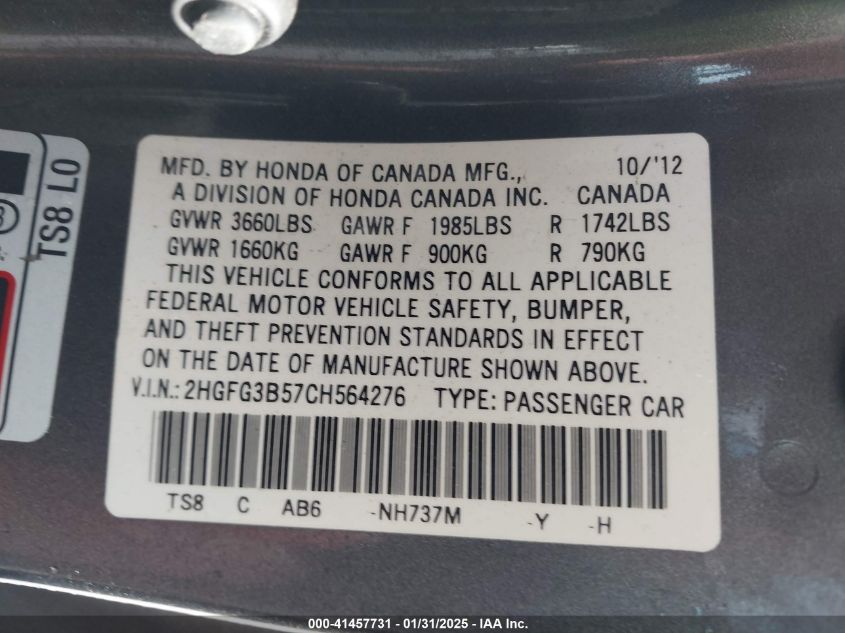 MFD. BY HONDA OF CANADA MFG., 10/'12
A DIVISION OF HONDA CANADA INC. CANADA
GVWR 3660LBS GAWR F 1985LBS R 1742LBS
GVWR 1660KG GAWR F 900KG R 790KG
THIS VEHICLE CONFORMS TO ALL APPLICABLE
FEDERAL MOTOR VEHICLE SAFETY, BUMPER,
AND THEFT PREVENTION STANDARDS IN EFFECT
ON THE DATE OF MANUFACTURE SHOWN ABOVE.
V.I.N.: 2HGFG3B57CH564276 TYPE: PASSENGER CAR
TS8 C AB6 -NH737M -Y -H
TS8 L0
000-41457731 - 01/31/2025 - IAA Inc.